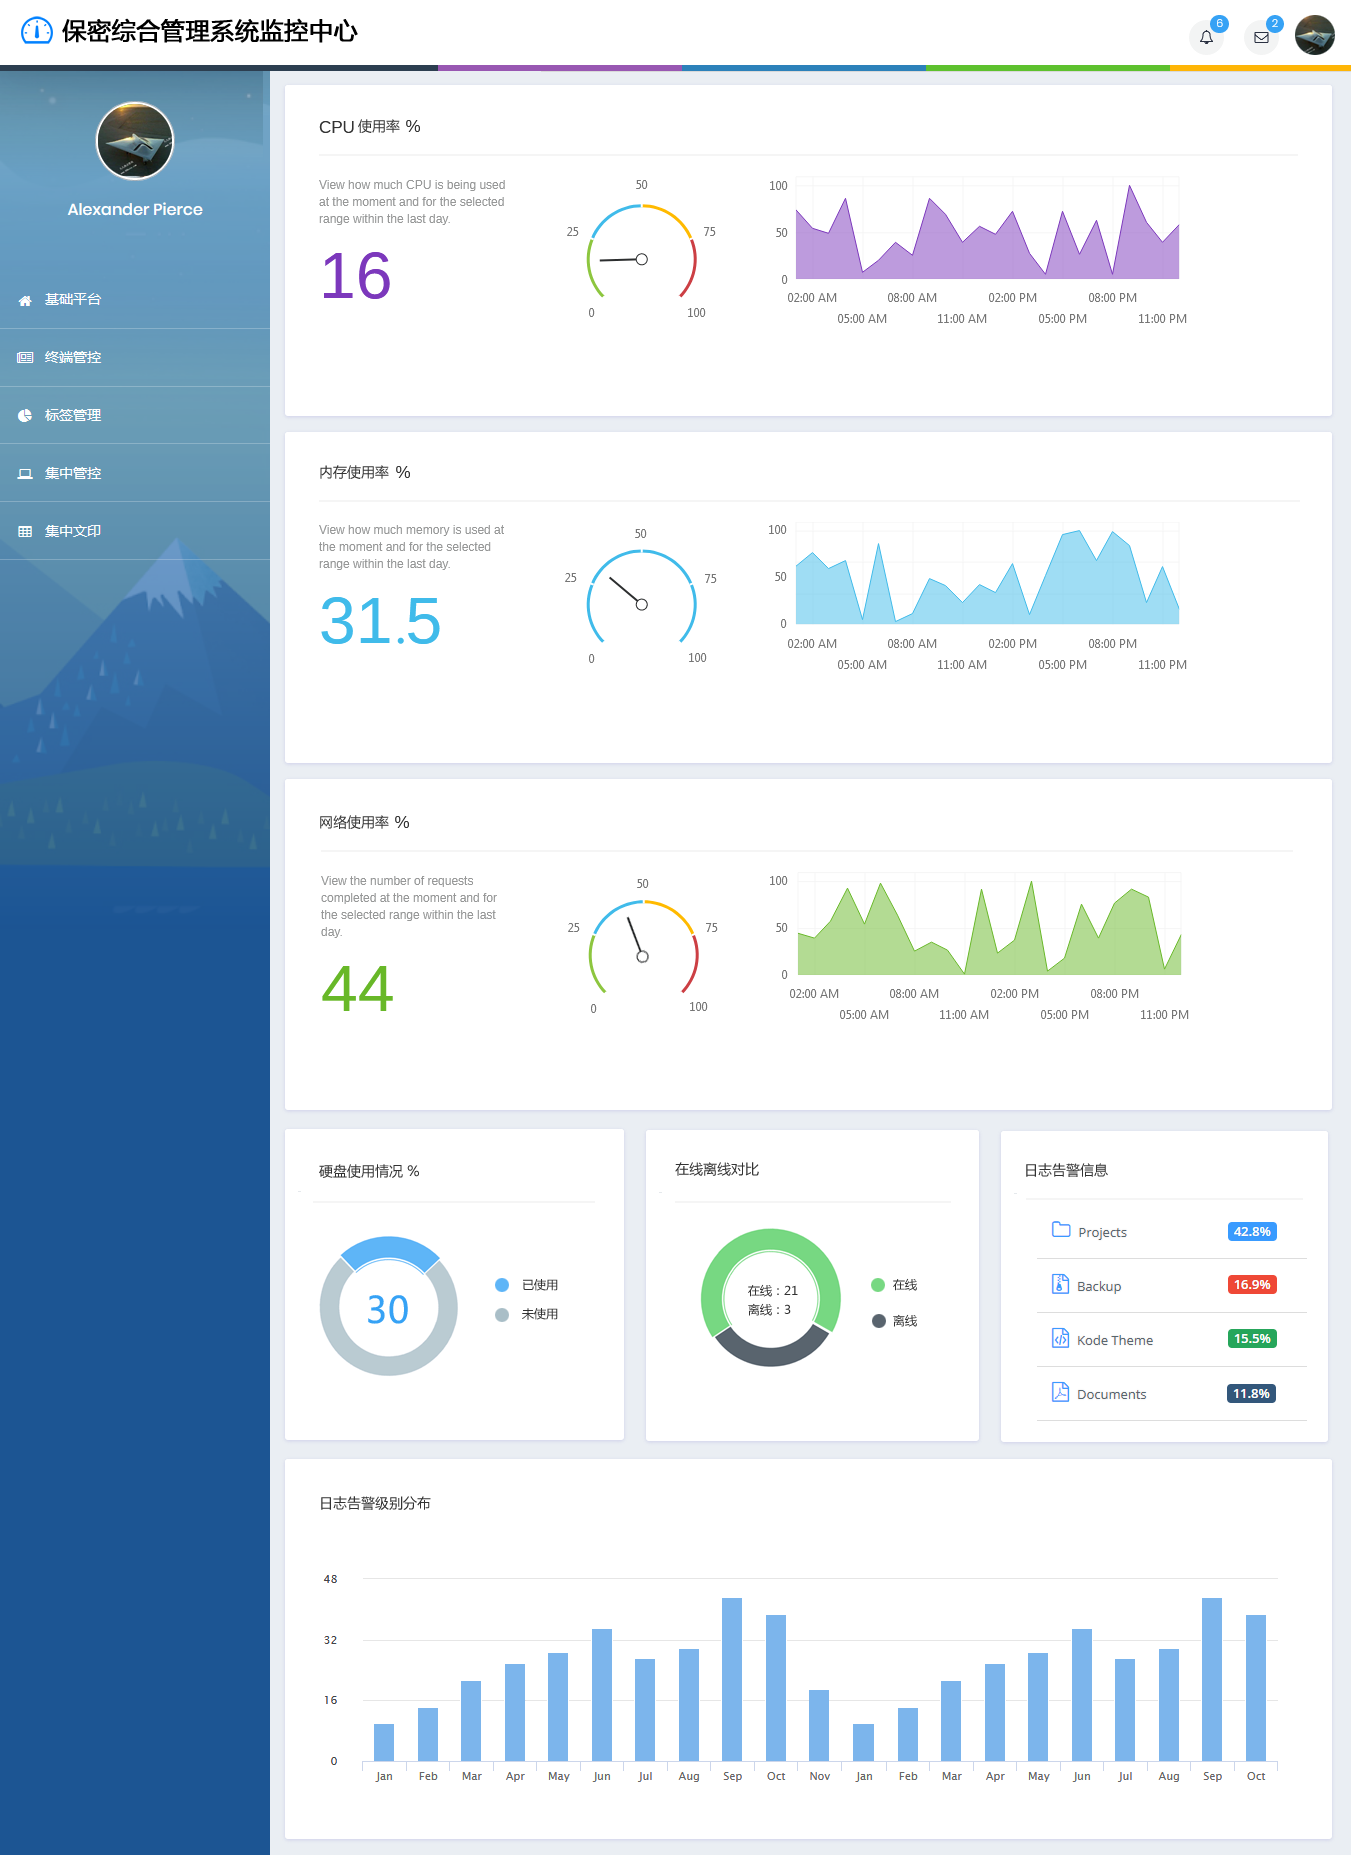 保密综合管理系统监控中心
6
2
Alexander Pierce
基础平台
终端管控
标签管理
集中管控
集中文印
CPU 使用率 %
View how much CPU is being used
at the moment and for the selected
range within the last day.
16
50
25
75
0
100
100
50
0
02:00 AM
08:00 AM
02:00 PM
08:00 PM
05:00 AM
11:00 AM
05:00 PM
11:00 PM
内存使用率 %
View how much memory is used at
the moment and for the selected
range within the last day.
31.5
50
25
75
0
100
100
50
0
02:00 AM
08:00 AM
02:00 PM
08:00 PM
05:00 AM
11:00 AM
05:00 PM
11:00 PM
网络使用率 %
View the number of requests
completed at the moment and for
the selected range within the last
day.
44
50
25
75
0
100
100
50
0
02:00 AM
08:00 AM
02:00 PM
08:00 PM
05:00 AM
11:00 AM
05:00 PM
11:00 PM
硬盘使用情况 %
30
已使用
未使用
在线离线对比
在线：21
离线：3
在线
离线
日志告警信息
Projects 42.8%
Backup 16.9%
Kode Theme 15.5%
Documents 11.8%
日志告警级别分布
48
32
16
0
Jan Feb Mar Apr May Jun Jul Aug Sep Oct Nov Jan Feb Mar Apr May Jun Jul Aug Sep Oct